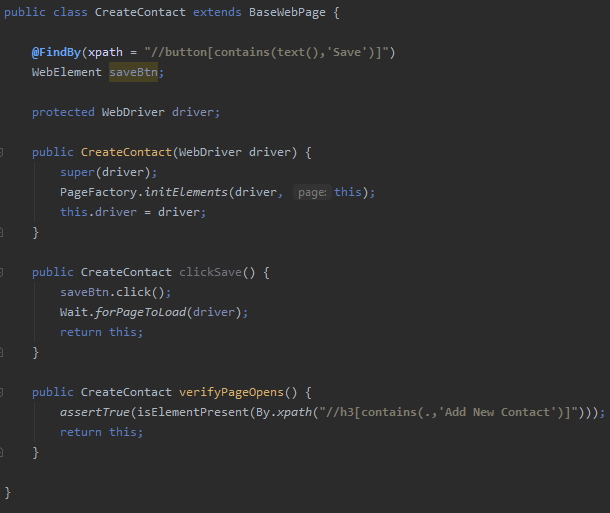 public class CreateContact extends BaseWebPage {
@FindBy(xpath = "//button[contains(text(),'Save')]")
WebElement saveBtn;
protected WebDriver driver;
public CreateContact(WebDriver driver) {
super(driver);
PageFactory.initElements(driver, page: this);
this.driver = driver;
}
public CreateContact clickSave() {
saveBtn.click();
Wait.forPageToLoad(driver);
return this;
}
public CreateContact verifyPageOpens() {
assertTrue(isElementPresent(By.xpath("//h3[contains(.,'Add New Contact')]")));
return this;
}
}